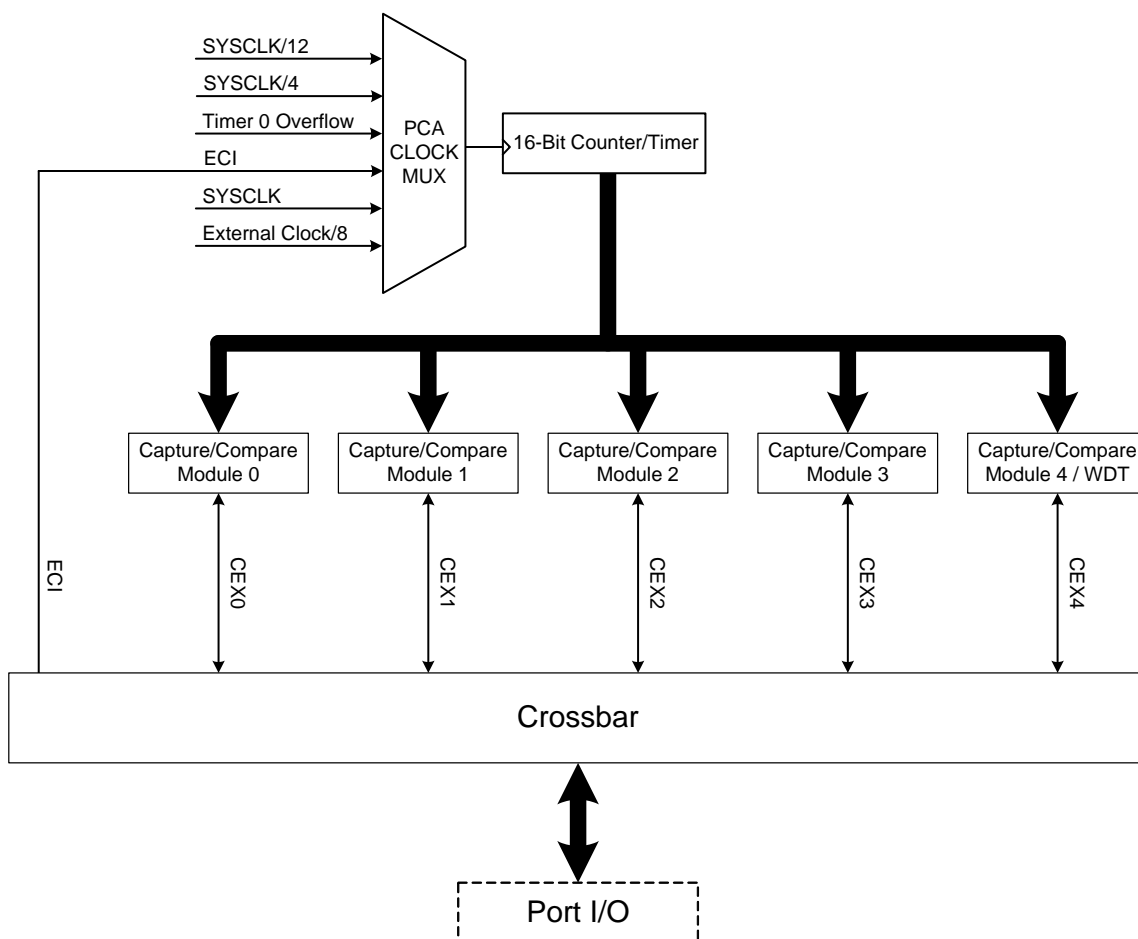 SYSCLK/12
SYSCLK/4
Timer 0 Overflow
ECI
SYSCLK
External Clock/8
PCA
CLOCK
MUX
16-Bit Counter/Timer
Capture/Compare
Module 0
Capture/Compare
Module 1
Capture/Compare
Module 2
Capture/Compare
Module 3
Capture/Compare
Module 4 / WDT
ECI
CEX0
CEX1
CEX2
CEX3
CEX4
Crossbar
Port I/O